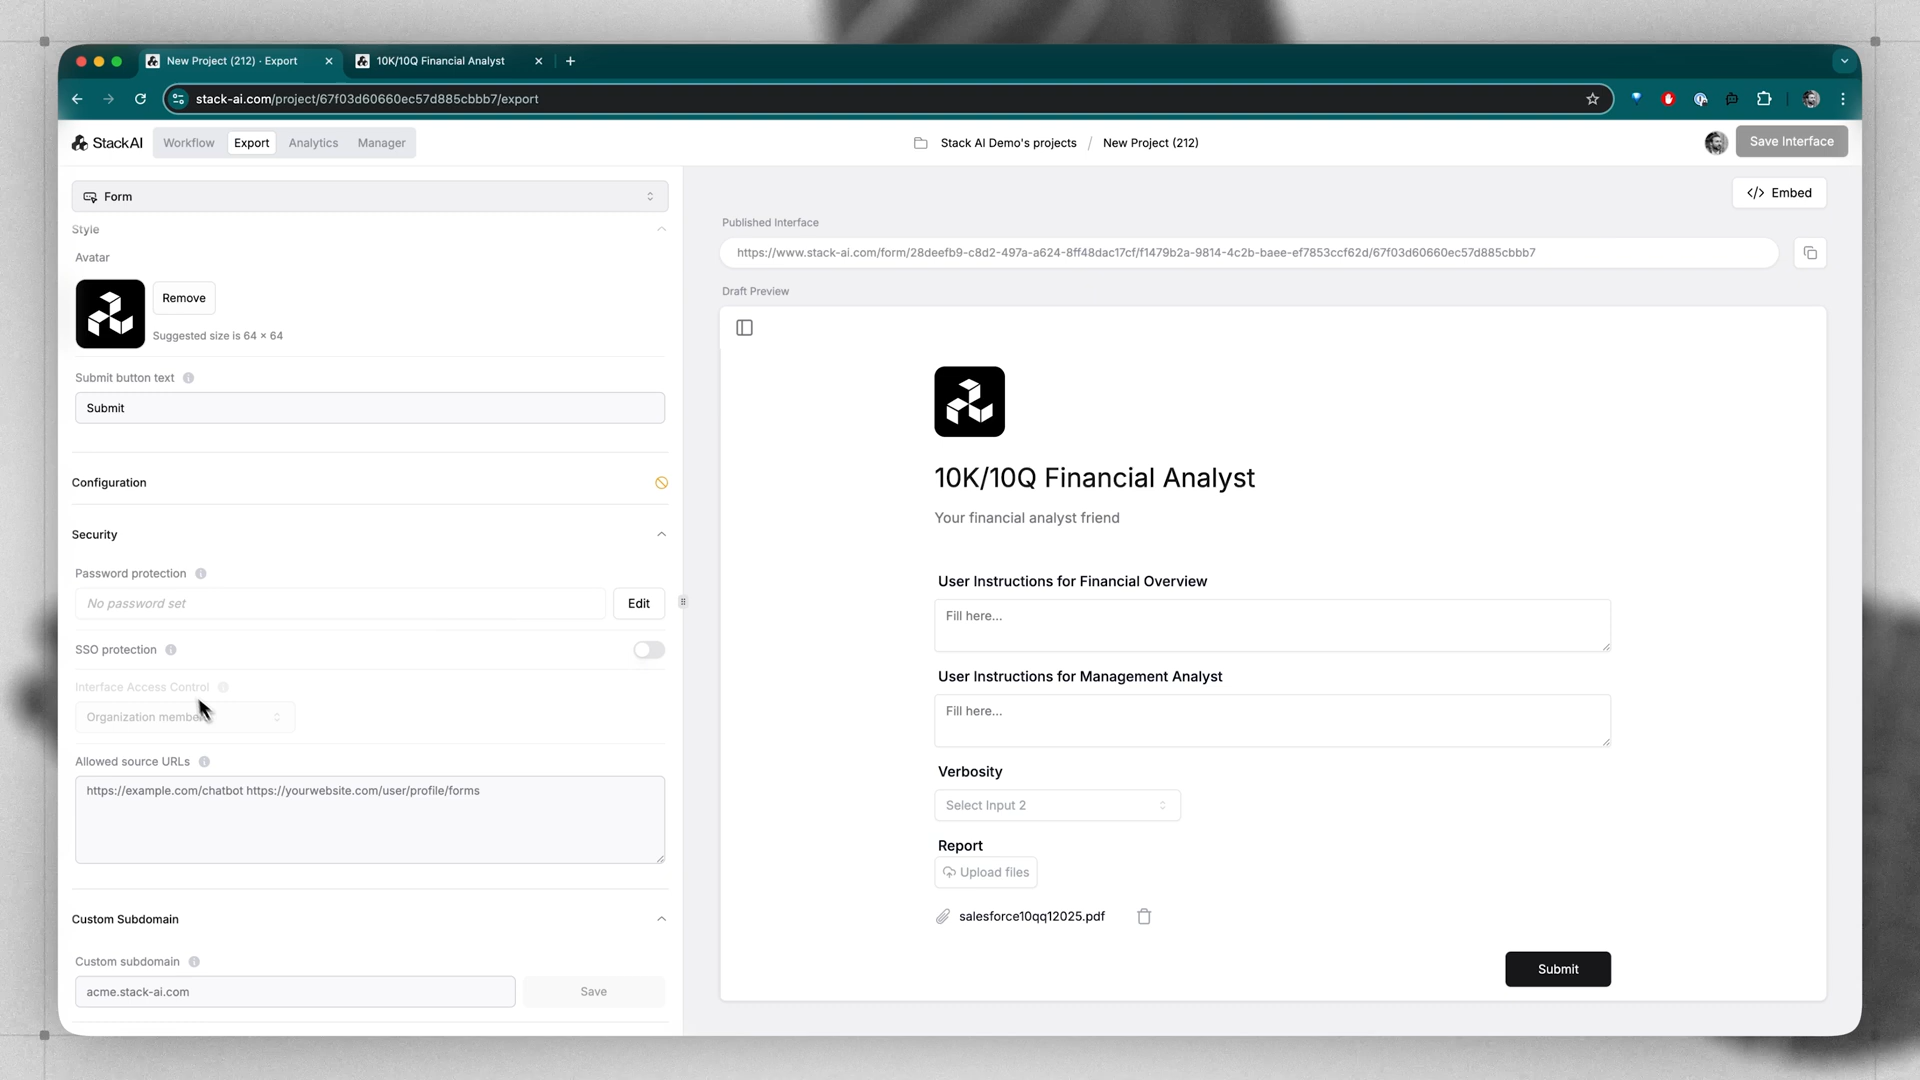 New Project (212) · Export
10K/10Q Financial Analyst
stack-ai.com/project/67f03d60660ec57d885cbbb7/export
StackAI
Workflow
Export
Analytics
Manager
Stack AI Demo's projects / New Project (212)
Save Interface
Form
Style
Avatar
Remove
Suggested size is 64 × 64
Submit button text
Submit
Configuration
Security
Password protection
No password set
Edit
SSO protection
Interface Access Control
Organization member
Allowed source URLs
https://example.com/chatbot https://yourwebsite.com/user/profile/forms
Custom Subdomain
Custom subdomain
acme.stack-ai.com
Save
</> Embed
Published Interface
https://www.stack-ai.com/form/28deefb9-c8d2-497a-a624-8ff48dac17cf/f1479b2a-9814-4c2b-baee-ef7853ccf62d/67f03d60660ec57d885cbbb7
Draft Preview
10K/10Q Financial Analyst
Your financial analyst friend
User Instructions for Financial Overview
Fill here...
User Instructions for Management Analyst
Fill here...
Verbosity
Select Input 2
Report
Upload files
salesforce10qq12025.pdf
Submit